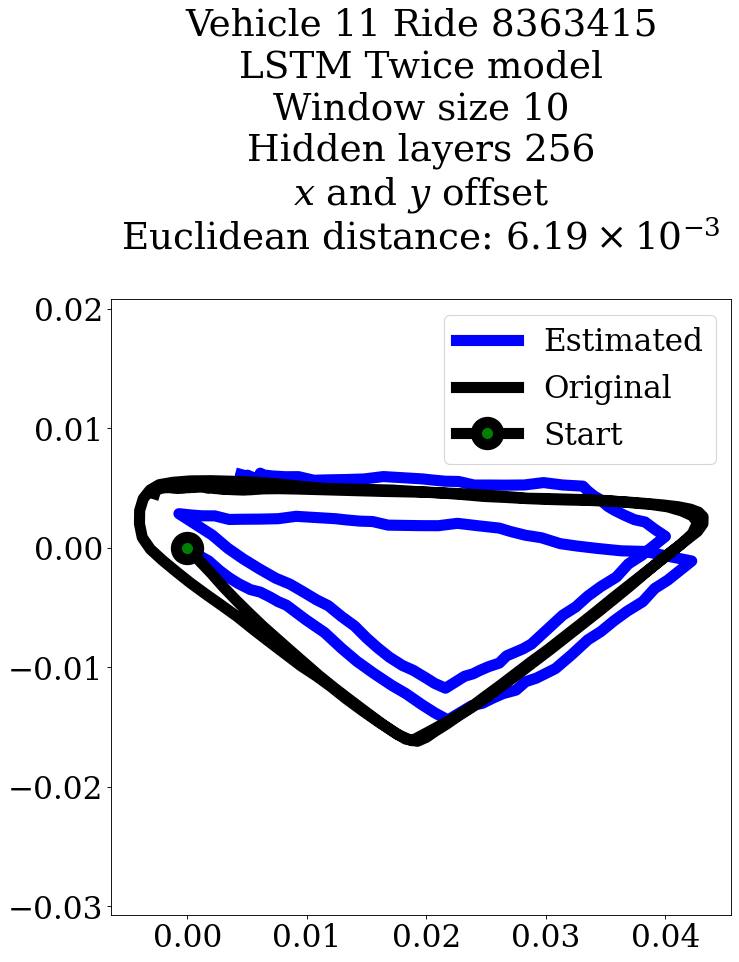 Vehicle 11 Ride 8363415
LSTM Twice model
Window size 10
Hidden layers 256
x and y offset
Euclidean distance: 6.19 × 10⁻³
0.02
0.01
0.00
−0.01
−0.02
−0.03
Estimated
Original
Start
0.00 0.01 0.02 0.03 0.04